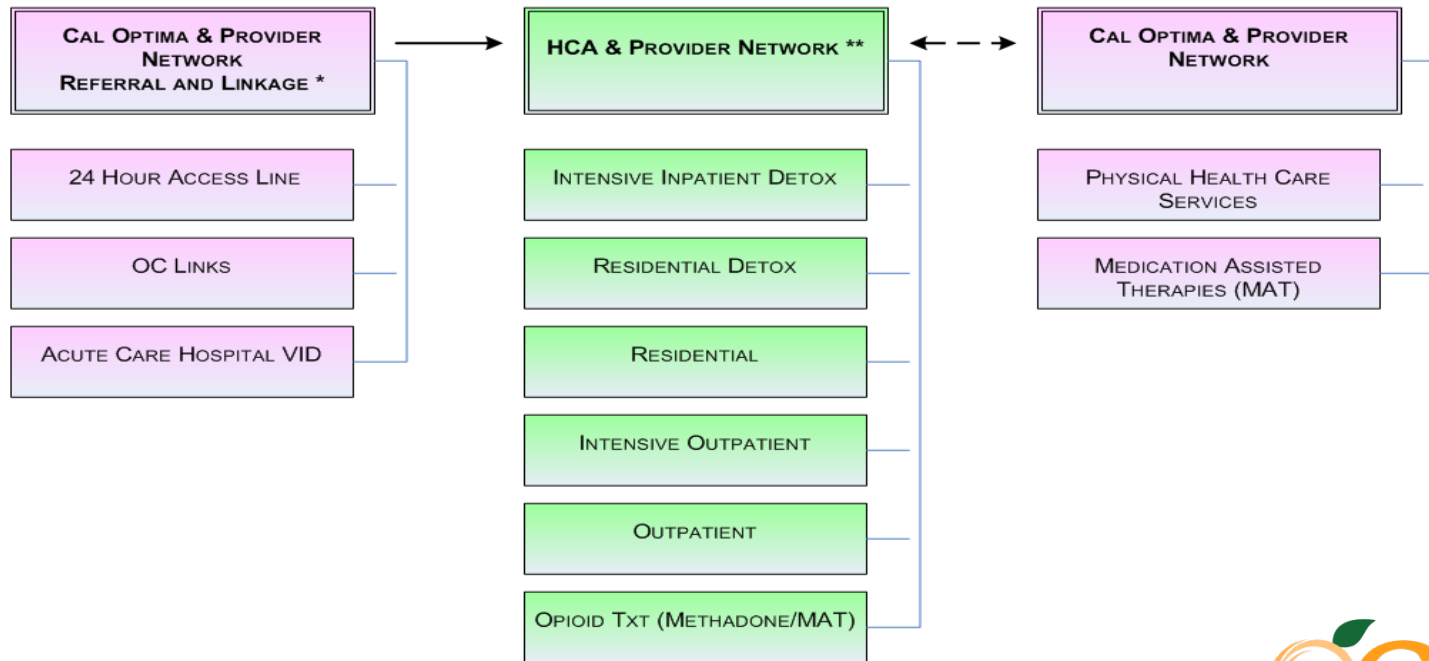 CAL OPTIMA & PROVIDER
NETWORK
REFERRAL AND LINKAGE *
24 HOUR ACCESS LINE
OC LINKS
ACUTE CARE HOSPITAL VID
HCA & PROVIDER NETWORK **
INTENSIVE INPATIENT DETOX
RESIDENTIAL DETOX
RESIDENTIAL
INTENSIVE OUTPATIENT
OUTPATIENT
OPIOID TXT (METHADONE/MAT)
CAL OPTIMA & PROVIDER
NETWORK
PHYSICAL HEALTH CARE
SERVICES
MEDICATION ASSISTED
THERAPIES (MAT)